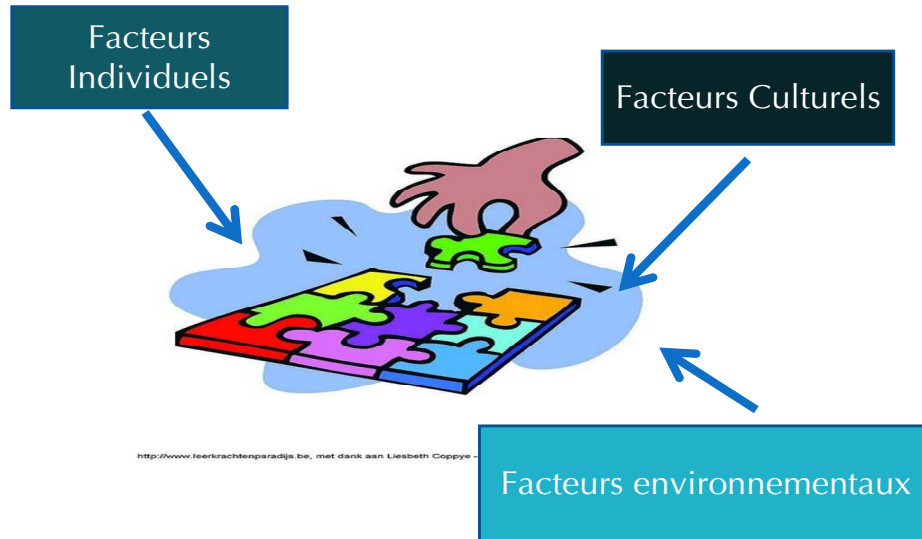 Facteurs
Individuels
Facteurs Culturels
http://www.leerkrachtenparadijs.be, met dank aan Liesbeth Coppye -
Facteurs environnementaux